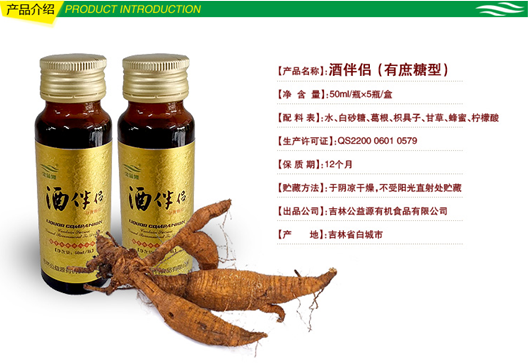 产品介绍 PRODUCT INTRODUCTION
【产品名称】:酒伴侣(有庶糖型)
【净 含 量】:50ml/瓶×5瓶/盒
【配 料 表】:水、白砂糖、葛根、枳具子、甘草、蜂蜜、柠檬酸
【生产许可证】:QS2200 0601 0579
【保 质 期】:12个月
【贮藏方法】:于阴凉干燥,不受阳光直射处贮藏
【出品公司】:吉林公益源有机食品有限公司
【产 地】:吉林省白城市
酒伴侣
LIQUOR COMPANION
酒伴侣
LIQUOR COMPANION